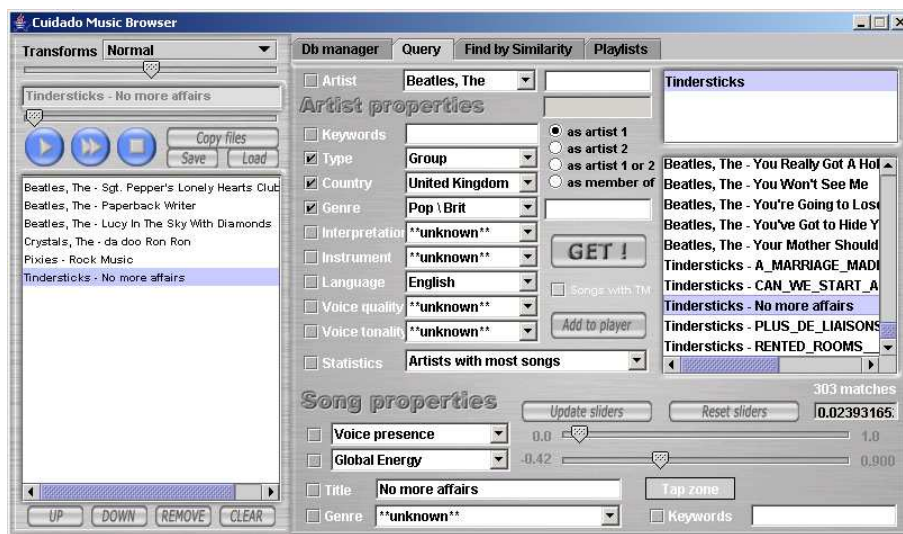 Cuidado Music Browser
Transforms Normal
Tindersticks - No more affairs
Copy files
Save Load
Beatles, The - Sgt. Pepper's Lonely Hearts Club
Beatles, The - Paperback Writer
Beatles, The - Lucy In The Sky With Diamonds
Crystals, The - da doo Ron Ron
Pixies - Rock Music
Tindersticks - No more affairs
UP DOWN REMOVE CLEAR
Db manager Query Find by Similarity Playlists
Artist Beatles, The
Artist properties
Keywords
Type Group
Country United Kingdom
Genre Pop \ Brit
Interpretation **unknown**
Instrument **unknown**
Language English
Voice quality **unknown**
Voice tonality **unknown**
Statistics Artists with most songs
as artist 1
as artist 2
as artist 1 or 2
as member of
GET !
Songs with TM
Add to player
Tindersticks
Beatles, The - You Really Got A Hol
Beatles, The - You Won't See Me
Beatles, The - You're Going to Lose
Beatles, The - You've Got to Hide Y
Beatles, The - Your Mother Should
Tindersticks - A_MARRIAGE_MADE
Tindersticks - CAN_WE_START_A
Tindersticks - No more affairs
Tindersticks - PLUS_DE_LIAISONS
Tindersticks - RENTED_ROOMS__
303 matches
Song properties
Update sliders Reset sliders 0.02393165
Voice presence 0.0 1.0
Global Energy -0.42 0.900
Title No more affairs Tap zone
Genre **unknown** Keywords